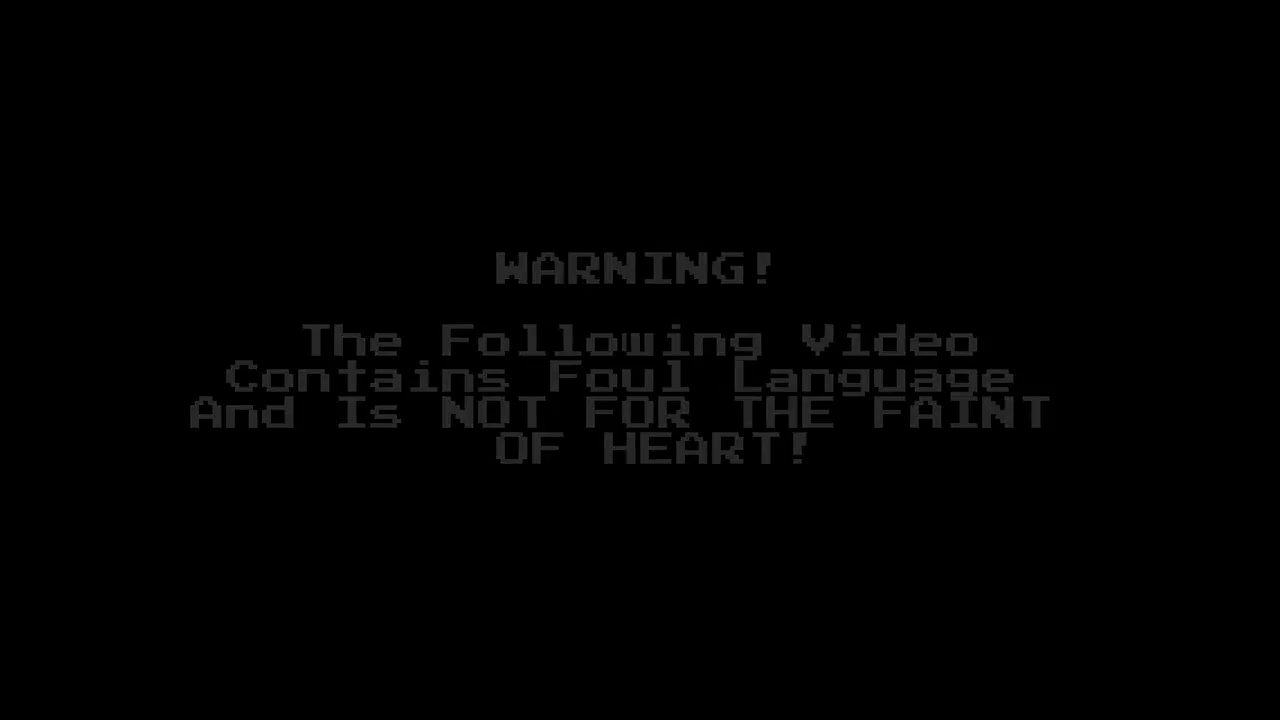 WARNING!
The Following Video
Contains Foul Language
And Is NOT FOR THE FAINT
OF HEART!